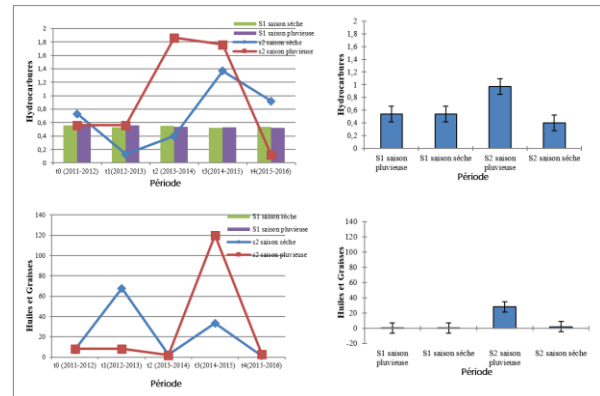 S1 saison sèche
S1 saison pluvieuse
s2 saison sèche
s2 saison pluvieuse
Hydrocarbures
2
1,8
1,6
1,4
1,2
1
0,8
0,6
0,4
0,2
0
t0 (2011-2012) t1(2012-2013) t2 (2013-2014) t3(2014-2015) t4(2015-2016)
Période
Hydrocarbures
2
1,8
1,6
1,4
1,2
1
0,8
0,6
0,4
0,2
0
S1 saison pluvieuse
S1 saison sèche
S2 saison pluvieuse
S2 saison sèche
Période
S1 saison sèche
S1 saison pluvieuse
s2 saison sèche
s2 saison pluvieuse
Huiles et Graisses
140
120
100
80
60
40
20
0
t0 (2011-2012) t1(2012-2013) t2 (2013-2014) t3(2014-2015) t4(2015-2016)
Période
Huiles et Graisses
140
120
100
80
60
40
20
0
-20
S1 saison pluvieuse
S1 saison sèche
S2 saison pluvieuse
S2 saison sèche
Période